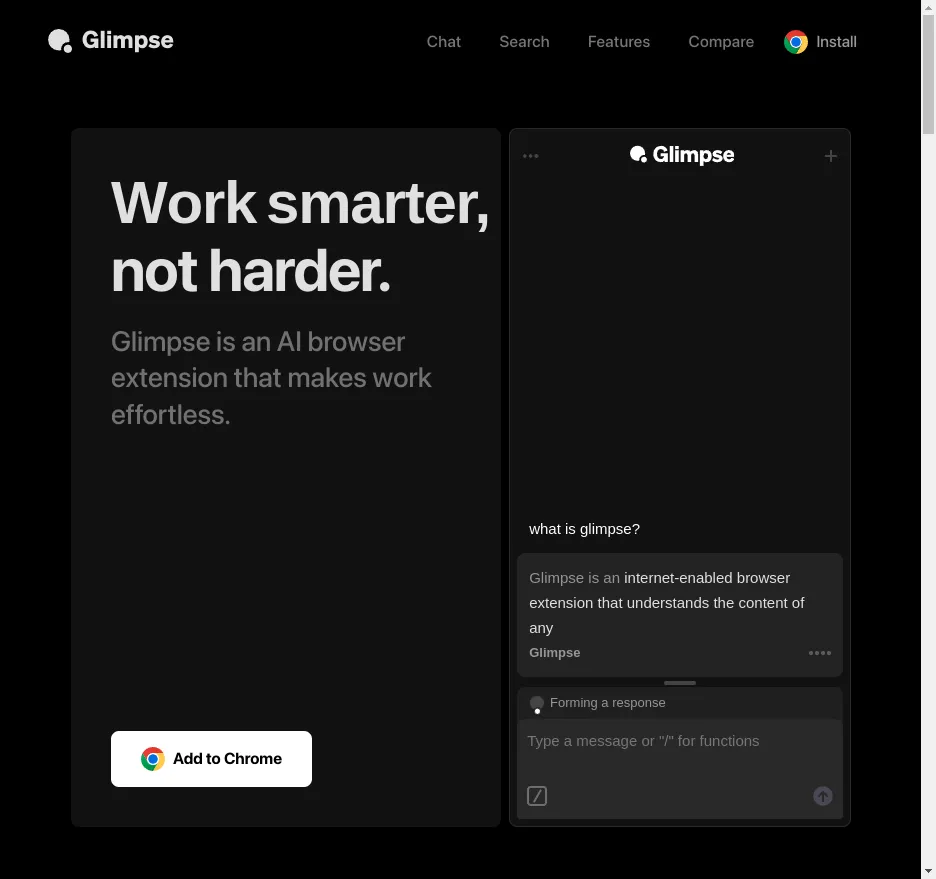 Glimpse
Chat
Search
Features
Compare
Install
Work smarter,
not harder.
Glimpse is an AI browser
extension that makes work
effortless.
Add to Chrome
Glimpse
what is glimpse?
Glimpse is an internet-enabled browser
extension that understands the content of
any
Glimpse
Forming a response
Type a message or "/" for functions